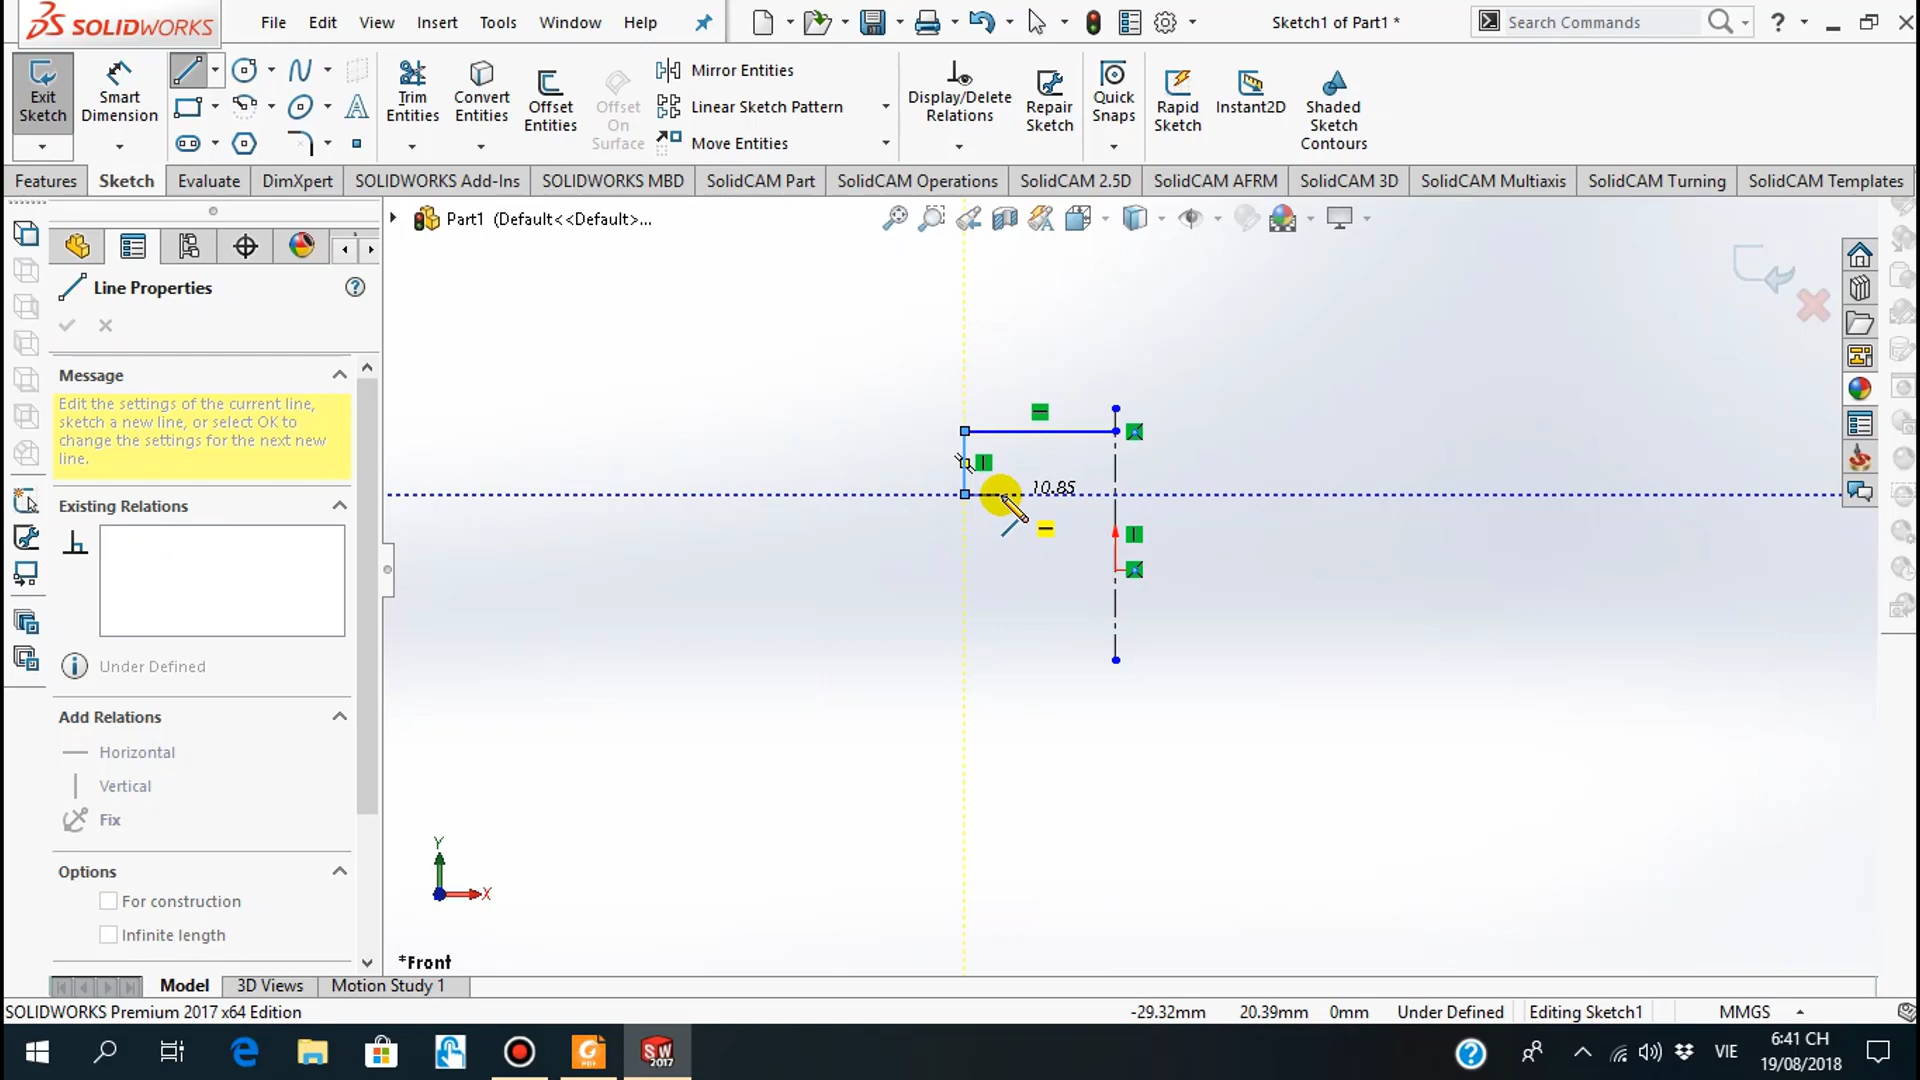 SOLIDWORKS
File Edit View Insert Tools Window Help
Sketch1 of Part1 *
Search Commands
Exit Sketch
Smart Dimension
Trim Entities
Convert Entities
Offset Entities
Offset On Surface
Mirror Entities
Linear Sketch Pattern
Move Entities
Display/Delete Relations
Repair Sketch
Quick Snaps
Rapid Sketch
Instant2D
Shaded Sketch Contours
Features Sketch Evaluate DimXpert SOLIDWORKS Add-Ins SOLIDWORKS MBD SolidCAM Part SolidCAM Operations SolidCAM 2.5D SolidCAM AFRM SolidCAM 3D SolidCAM Multiaxis SolidCAM Turning SolidCAM Templates
Part1 (Default<<Default>...
Line Properties
Message
Edit the settings of the current line,
sketch a new line, or select OK to
change the settings for the next new
line.
Existing Relations
Under Defined
Add Relations
Horizontal
Vertical
Fix
Options
For construction
Infinite length
10.85
Y
X
*Front
Model 3D Views Motion Study 1
SOLIDWORKS Premium 2017 x64 Edition
-29.32mm 20.39mm 0mm Under Defined Editing Sketch1 MMGS
SW
2017
VIE
6:41 CH
19/08/2018